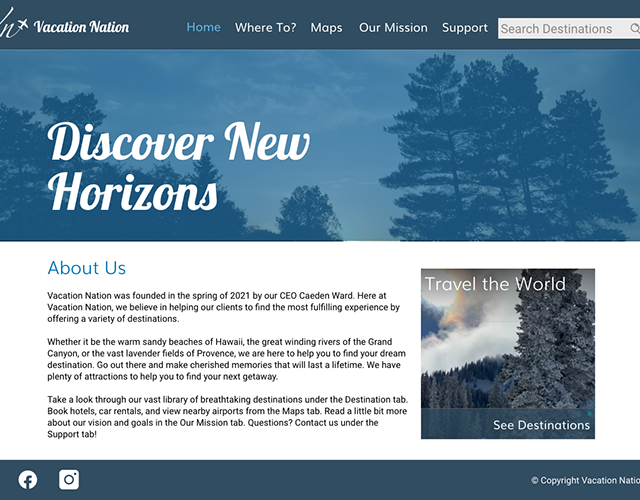 Vn Vacation Nation
Home Where To? Maps Our Mission Support Search Destinations
Discover New
Horizons
About Us
Vacation Nation was founded in the spring of 2021 by our CEO Caeden Ward. Here at
Vacation Nation, we believe in helping our clients to find the most fulfilling experience by
offering a variety of destinations.
Whether it be the warm sandy beaches of Hawaii, the great winding rivers of the Grand
Canyon, or the vast lavender fields of Provence, we are here to help you to find your dream
destination. Go out there and make cherished memories that will last a lifetime. We have
plenty of attractions to help you to find your next getaway.
Take a look through our vast library of breathtaking destinations under the Destination tab.
Book hotels, car rentals, and view nearby airports from the Maps tab. Read a little bit more
about our vision and goals in the Our Mission tab. Questions? Contact us under the
Support tab!
Travel the World
See Destinations
© Copyright Vacation Natio